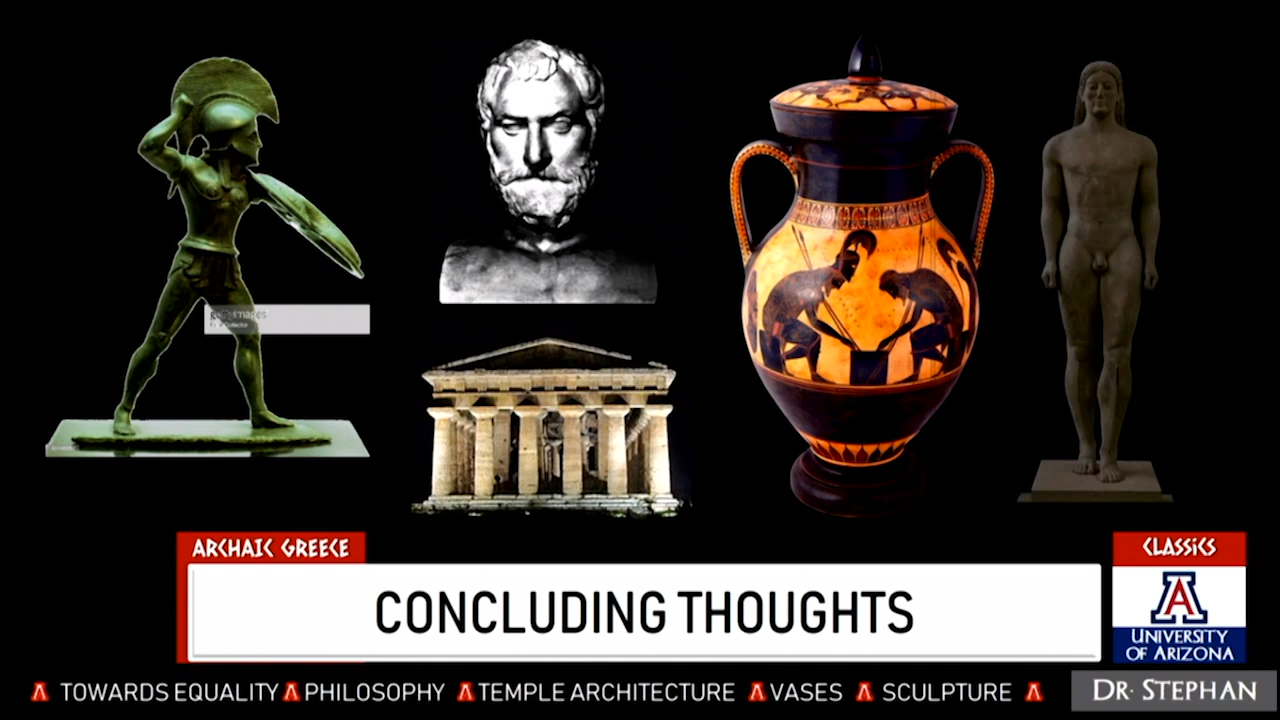 ARCHAIC GREECE
CONCLUDING THOUGHTS
CLASSICS
A
UNIVERSITY
OF ARIZONA
TOWARDS EQUALITY PHILOSOPHY TEMPLE ARCHITECTURE VASES SCULPTURE
DR. STEPHAN